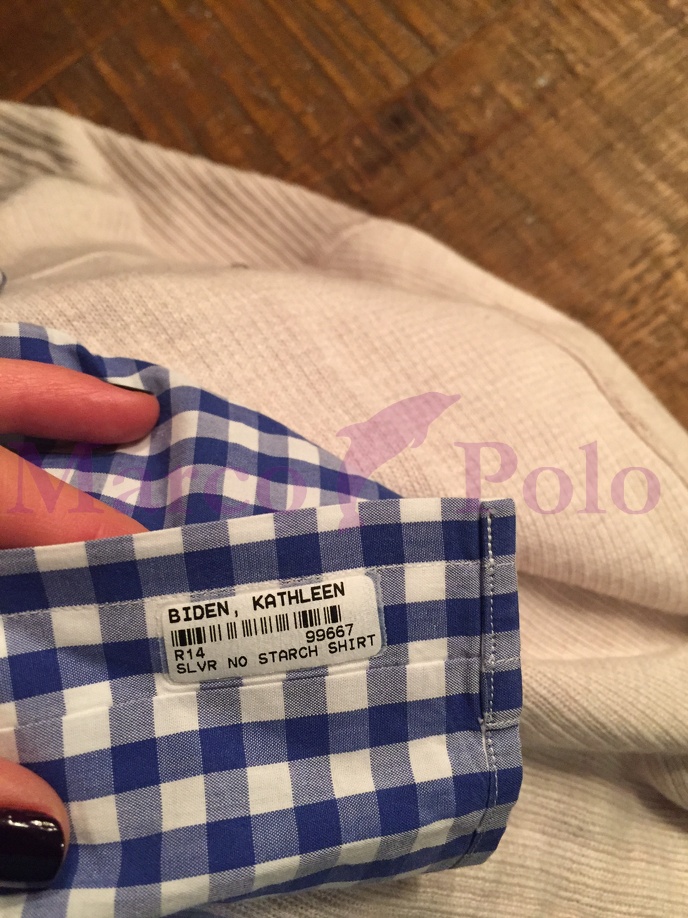 Marco Polo
BIDEN, KATHLEEN
99667
R14
SLVR NO STARCH SHIRT